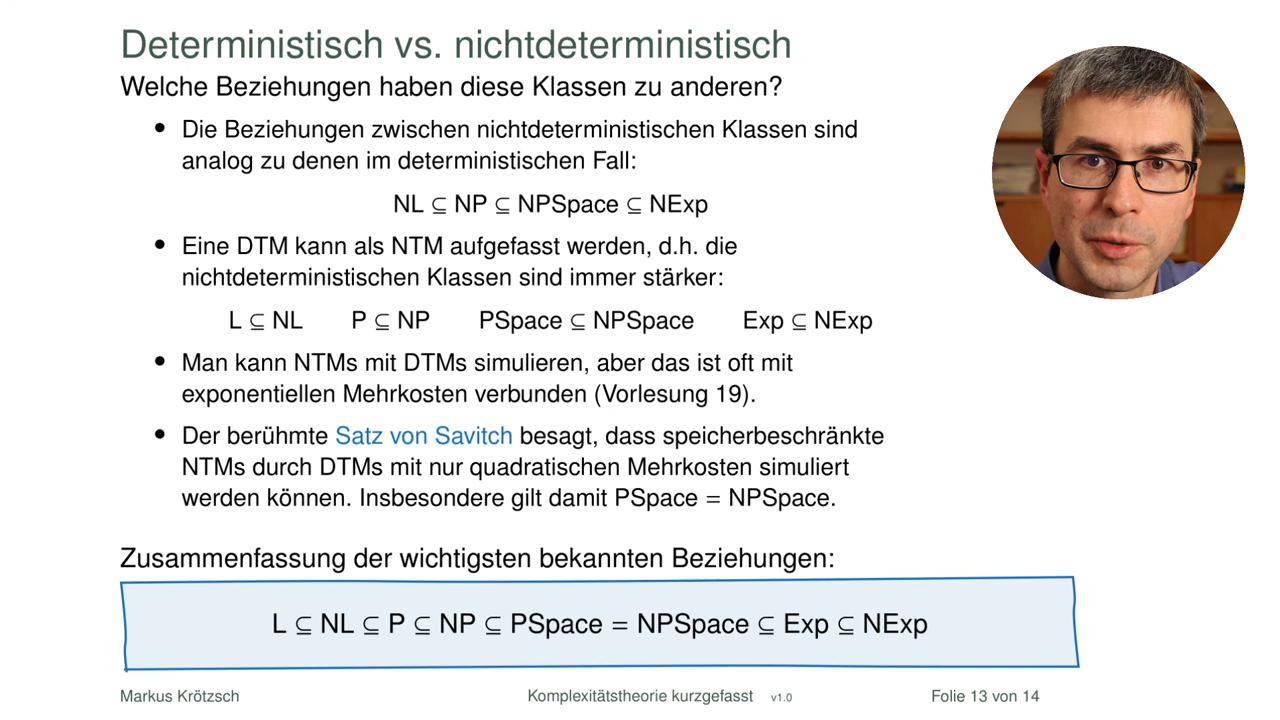 Deterministisch vs. nichtdeterministisch
Welche Beziehungen haben diese Klassen zu anderen?
• Die Beziehungen zwischen nichtdeterministischen Klassen sind
analog zu denen im deterministischen Fall:
NL ⊆ NP ⊆ NPSpace ⊆ NExp
• Eine DTM kann als NTM aufgefasst werden, d.h. die
nichtdeterministischen Klassen sind immer stärker:
L ⊆ NL P ⊆ NP PSpace ⊆ NPSpace Exp ⊆ NExp
• Man kann NTMs mit DTMs simulieren, aber das ist oft mit
exponentiellen Mehrkosten verbunden (Vorlesung 19).
• Der berühmte Satz von Savitch besagt, dass speicherbeschränkte
NTMs durch DTMs mit nur quadratischen Mehrkosten simuliert
werden können. Insbesondere gilt damit PSpace = NPSpace.
Zusammenfassung der wichtigsten bekannten Beziehungen:
L ⊆ NL ⊆ P ⊆ NP ⊆ PSpace = NPSpace ⊆ Exp ⊆ NExp
Markus Krötzsch Komplexitätstheorie kurzgefasst v1.0 Folie 13 von 14